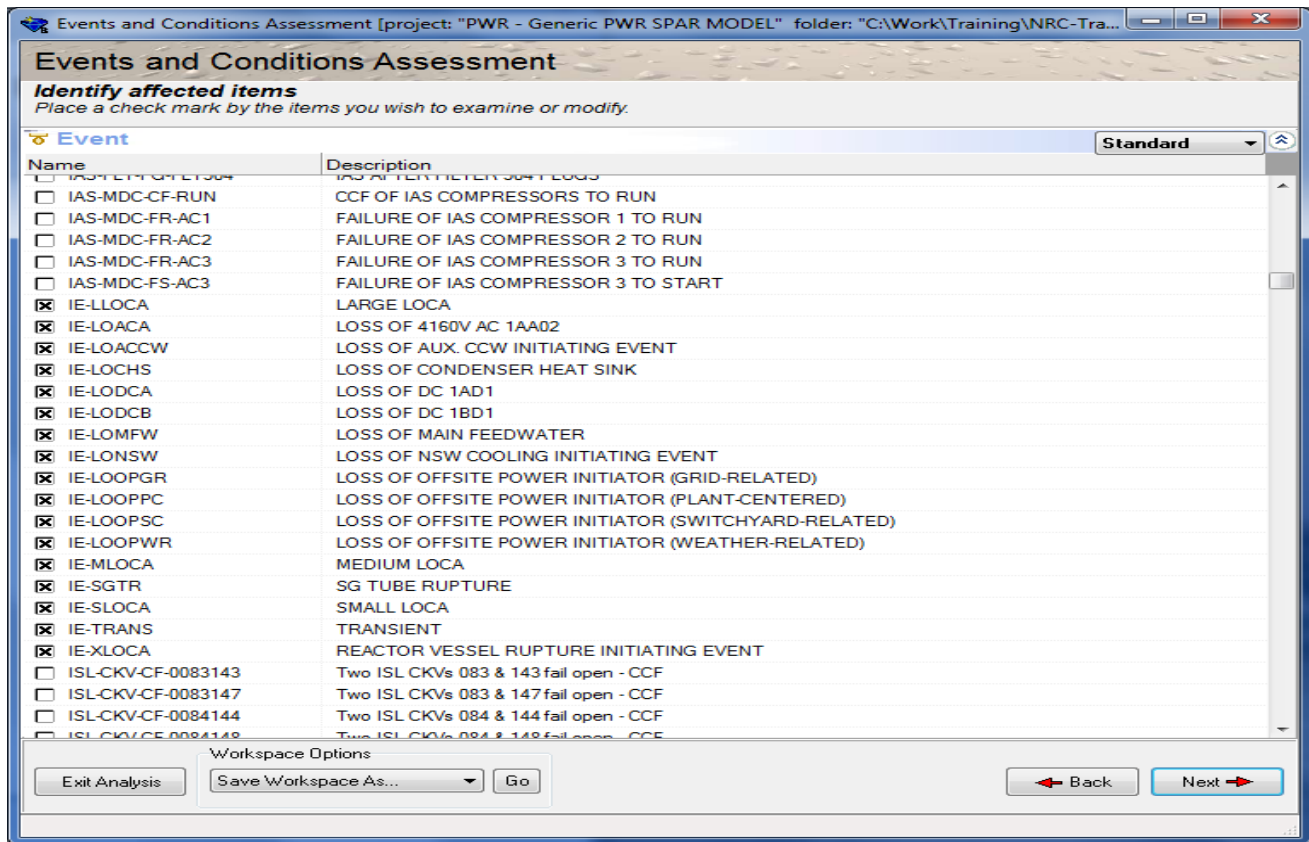 Events and Conditions Assessment [project: "PWR - Generic PWR SPAR MODEL" folder: "C:\Work\Training\NRC-Tra...
Events and Conditions Assessment
Identify affected items
Place a check mark by the items you wish to examine or modify.
Event Standard
Name Description
IAS-MDC-CF-RUN CCF OF IAS COMPRESSORS TO RUN
IAS-MDC-FR-AC1 FAILURE OF IAS COMPRESSOR 1 TO RUN
IAS-MDC-FR-AC2 FAILURE OF IAS COMPRESSOR 2 TO RUN
IAS-MDC-FR-AC3 FAILURE OF IAS COMPRESSOR 3 TO RUN
IAS-MDC-FS-AC3 FAILURE OF IAS COMPRESSOR 3 TO START
IE-LLOCA LARGE LOCA
IE-LOACA LOSS OF 4160V AC 1AA02
IE-LOACCW LOSS OF AUX. CCW INITIATING EVENT
IE-LOCHS LOSS OF CONDENSER HEAT SINK
IE-LODCA LOSS OF DC 1AD1
IE-LODCB LOSS OF DC 1BD1
IE-LOMFW LOSS OF MAIN FEEDWATER
IE-LONSW LOSS OF NSW COOLING INITIATING EVENT
IE-LOOPGR LOSS OF OFFSITE POWER INITIATOR (GRID-RELATED)
IE-LOOPPC LOSS OF OFFSITE POWER INITIATOR (PLANT-CENTERED)
IE-LOOPSC LOSS OF OFFSITE POWER INITIATOR (SWITCHYARD-RELATED)
IE-LOOPWR LOSS OF OFFSITE POWER INITIATOR (WEATHER-RELATED)
IE-MLOCA MEDIUM LOCA
IE-SGTR SG TUBE RUPTURE
IE-SLOCA SMALL LOCA
IE-TRANS TRANSIENT
IE-XLOCA REACTOR VESSEL RUPTURE INITIATING EVENT
ISL-CKV-CF-0083143 Two ISL CKVs 083 & 143 fail open - CCF
ISL-CKV-CF-0083147 Two ISL CKVs 083 & 147 fail open - CCF
ISL-CKV-CF-0084144 Two ISL CKVs 084 & 144 fail open - CCF
ISL-CKV-CF-0084148 Two ISL CKVs 084 & 148 fail open - CCF
Workspace Options
Exit Analysis Save Workspace As... Go Back Next